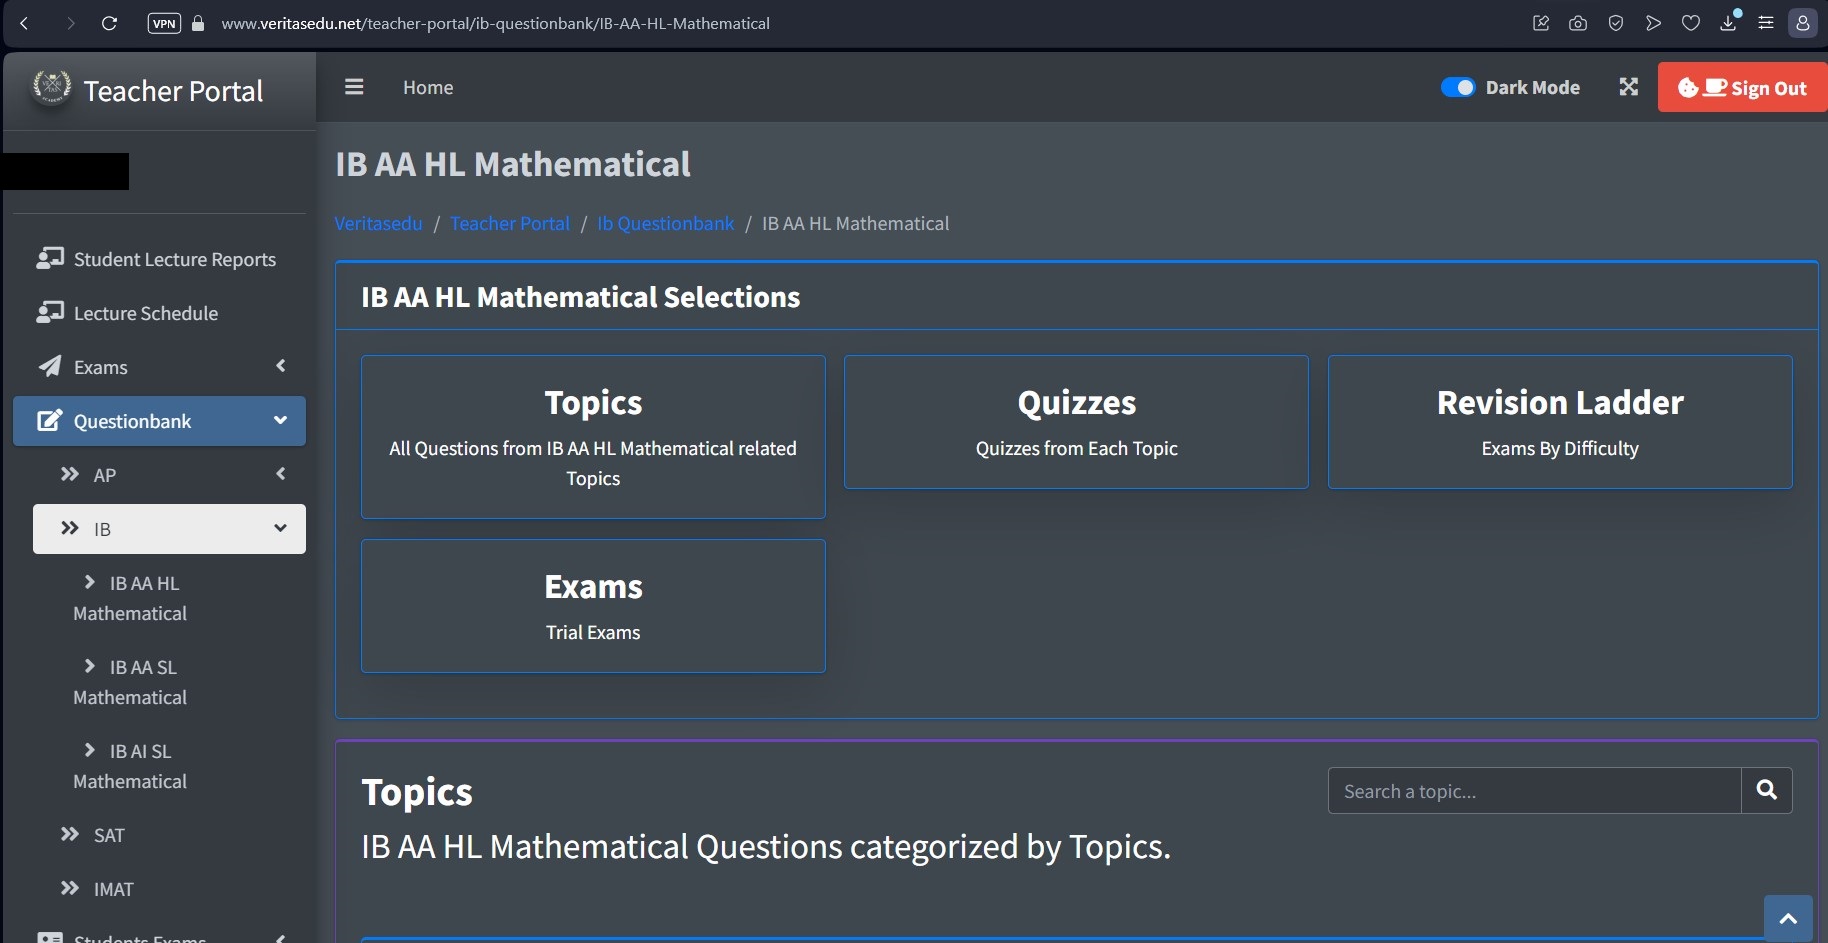 VPN
www.veritasedu.net/teacher-portal/ib-questionbank/IB-AA-HL-Mathematical
Teacher Portal
Home
Dark Mode
Sign Out
Student Lecture Reports
Lecture Schedule
Exams
Questionbank
AP
IB
IB AA HL
Mathematical
IB AA SL
Mathematical
IB AI SL
Mathematical
SAT
IMAT
Students Exams
IB AA HL Mathematical
Veritasedu / Teacher Portal / Ib Questionbank / IB AA HL Mathematical
IB AA HL Mathematical Selections
Topics
All Questions from IB AA HL Mathematical related
Topics
Quizzes
Quizzes from Each Topic
Revision Ladder
Exams By Difficulty
Exams
Trial Exams
Topics
Search a topic...
IB AA HL Mathematical Questions categorized by Topics.